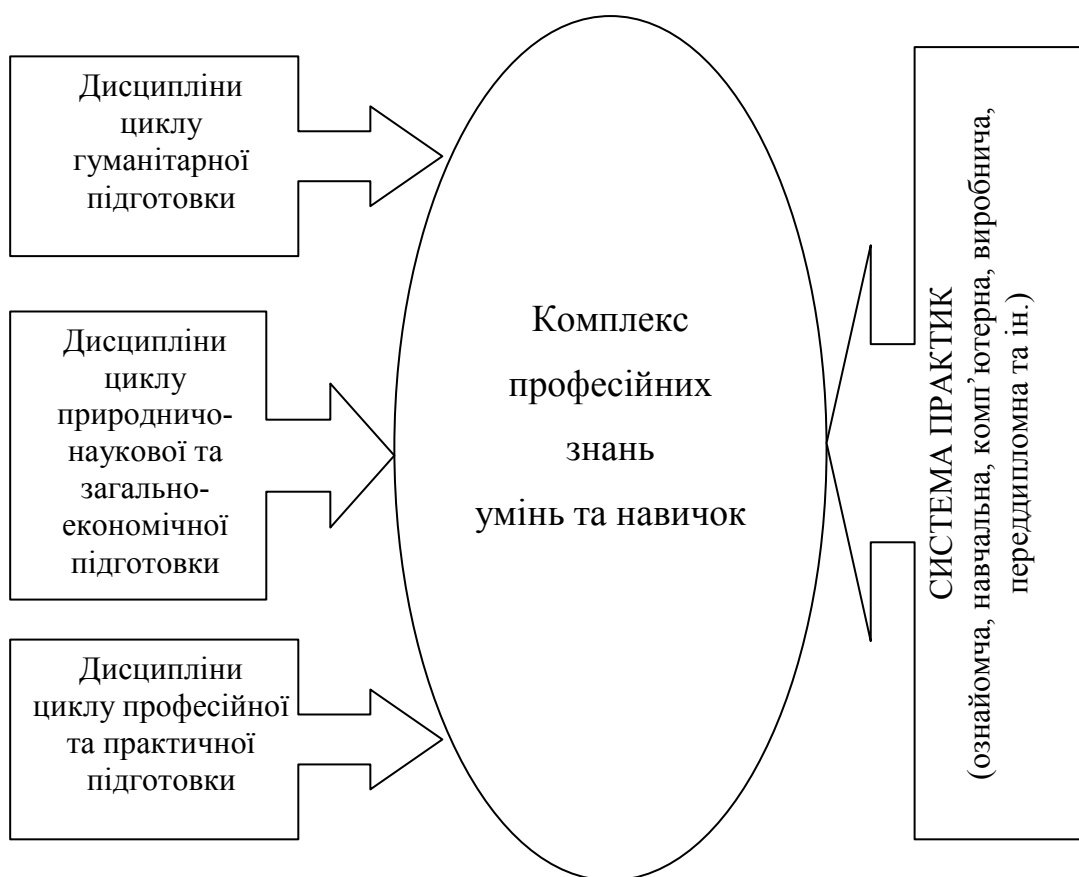 Дисципліни
циклу
гуманітарної
підготовки
Дисципліни
циклу
природничо-
наукової та
загально-
економічної
підготовки
Дисципліни
циклу професійної
та практичної
підготовки
Комплекс
професійних
знань
умінь та навичок
СИСТЕМА ПРАКТИК
(ознайомча, навчальна, комп’ютерна, виробнича,
переддипломна та ін.)